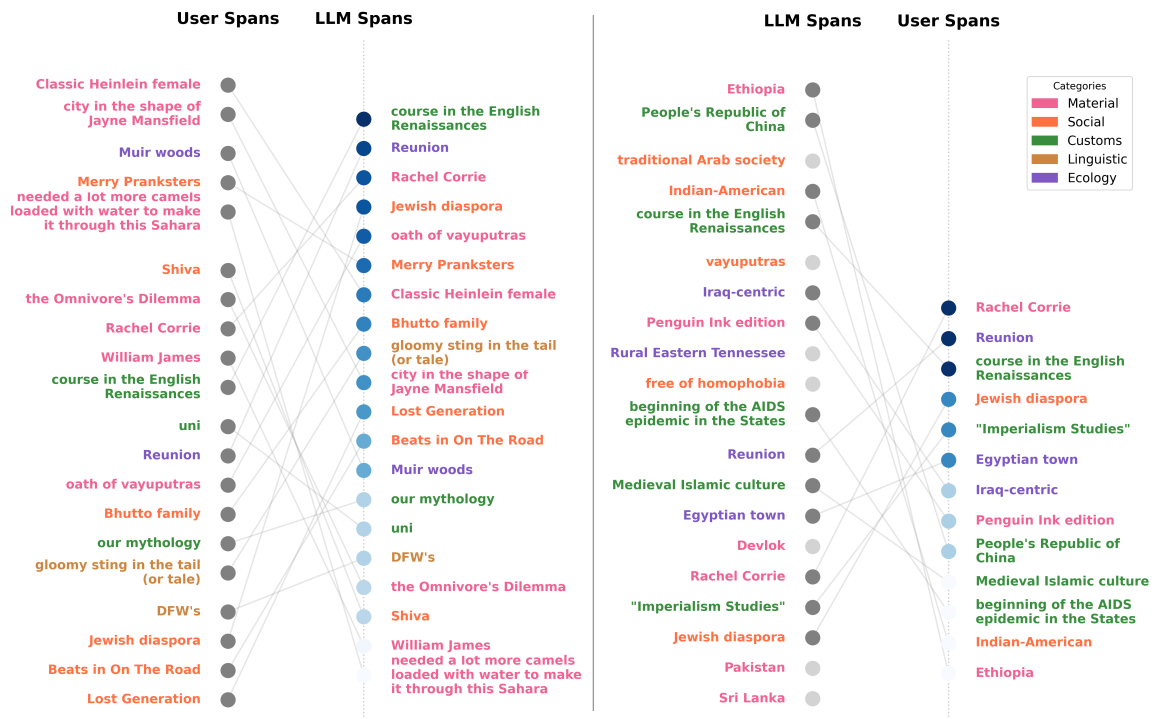 User Spans
LLM Spans
Classic Heinlein female
city in the shape of
Jayne Mansfield
Muir woods
Merry Pranksters
needed a lot more camels
loaded with water to make
it through this Sahara
Shiva
the Omnivore's Dilemma
Rachel Corrie
William James
course in the English
Renaissances
uni
Reunion
oath of vayuputras
Bhutto family
our mythology
gloomy sting in the tail
(or tale)
DFW's
Jewish diaspora
Beats in On The Road
Lost Generation
course in the English
Renaissances
Reunion
Rachel Corrie
Jewish diaspora
oath of vayuputras
Merry Pranksters
Classic Heinlein female
Bhutto family
gloomy sting in the tail
(or tale)
city in the shape of
Jayne Mansfield
Lost Generation
Beats in On The Road
Muir woods
our mythology
uni
DFW's
the Omnivore's Dilemma
Shiva
William James
needed a lot more camels
loaded with water to make
it through this Sahara
LLM Spans
User Spans
Ethiopia
People's Republic of
China
traditional Arab society
Indian-American
course in the English
Renaissances
vayuputras
Iraq-centric
Penguin Ink edition
Rural Eastern Tennessee
free of homophobia
beginning of the AIDS
epidemic in the States
Reunion
Medieval Islamic culture
Egyptian town
Devlok
Rachel Corrie
"Imperialism Studies"
Jewish diaspora
Pakistan
Sri Lanka
Rachel Corrie
Reunion
course in the English
Renaissances
Jewish diaspora
"Imperialism Studies"
Egyptian town
Iraq-centric
Penguin Ink edition
People's Republic of
China
Medieval Islamic culture
beginning of the AIDS
epidemic in the States
Indian-American
Ethiopia
Categories
Material
Social
Customs
Linguistic
Ecology